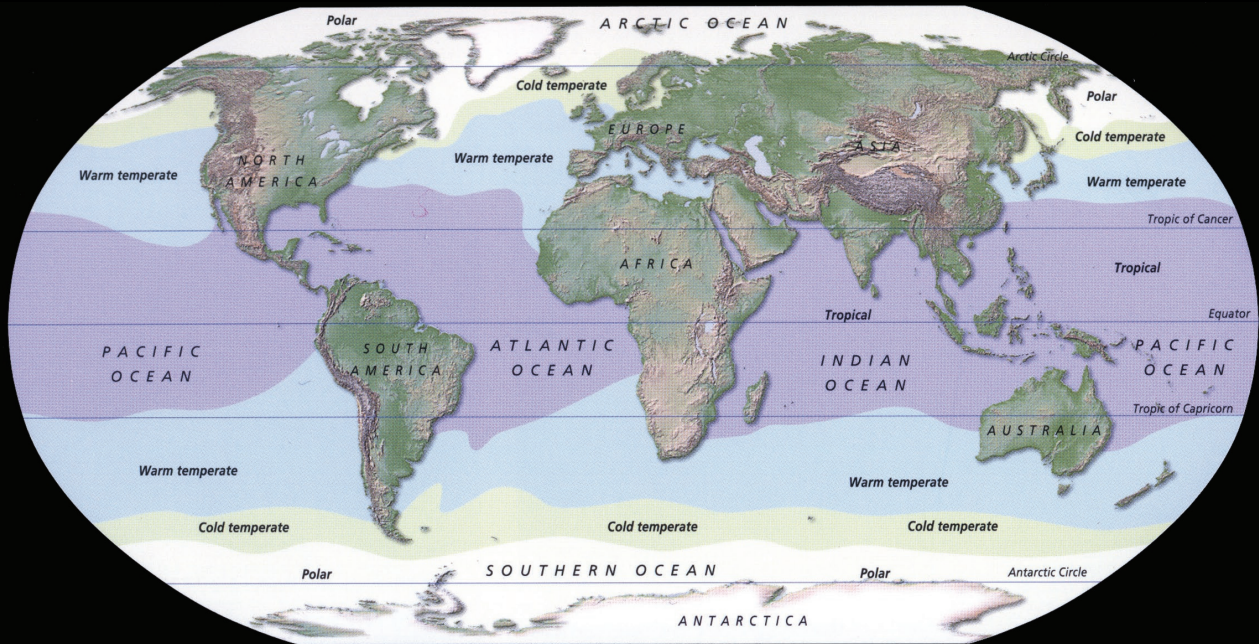 Polar
ARCTIC OCEAN
Arctic Circle
Cold temperate
Polar
EUROPE
Cold temperate
ASIA
NORTH
AMERICA
Warm temperate
Warm temperate
Warm temperate
Tropic of Cancer
AFRICA
Tropical
Tropical
Equator
PACIFIC
OCEAN
SOUTH
AMERICA
ATLANTIC
OCEAN
INDIAN
OCEAN
PACIFIC
OCEAN
Tropic of Capricorn
AUSTRALIA
Warm temperate
Warm temperate
Cold temperate
Cold temperate
Cold temperate
Polar
SOUTHERN OCEAN
Polar
Antarctic Circle
ANTARCTICA